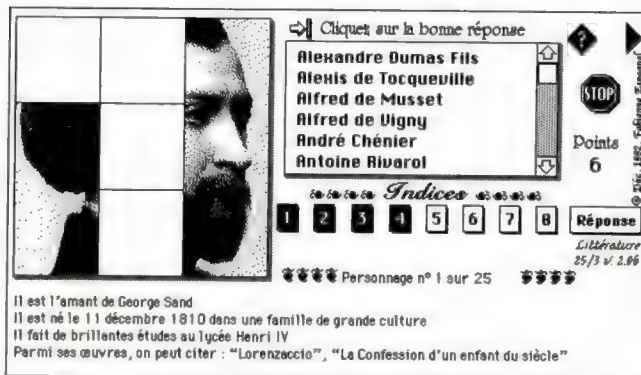 Cliquez sur la bonne réponse
Alexandre Dumas Fils
Alexis de Tocqueville
Alfred de Musset
Alfred de Vigny
André Chénier
Antoine Rivarol
?
STOP
Points
6
Indices
1 2 3 4 5 6 7 8 Réponse
Littérature
25/3 v. 2.06
Personnage n° 1 sur 25
Il est l'amant de George Sand
Il est né le 11 décembre 1810 dans une famille de grande culture
Il fait de brillantes études au lycée Henri IV
Parmi ses œuvres, on peut citer : "Lorenzaccio", "La Confession d'un enfant du siècle"